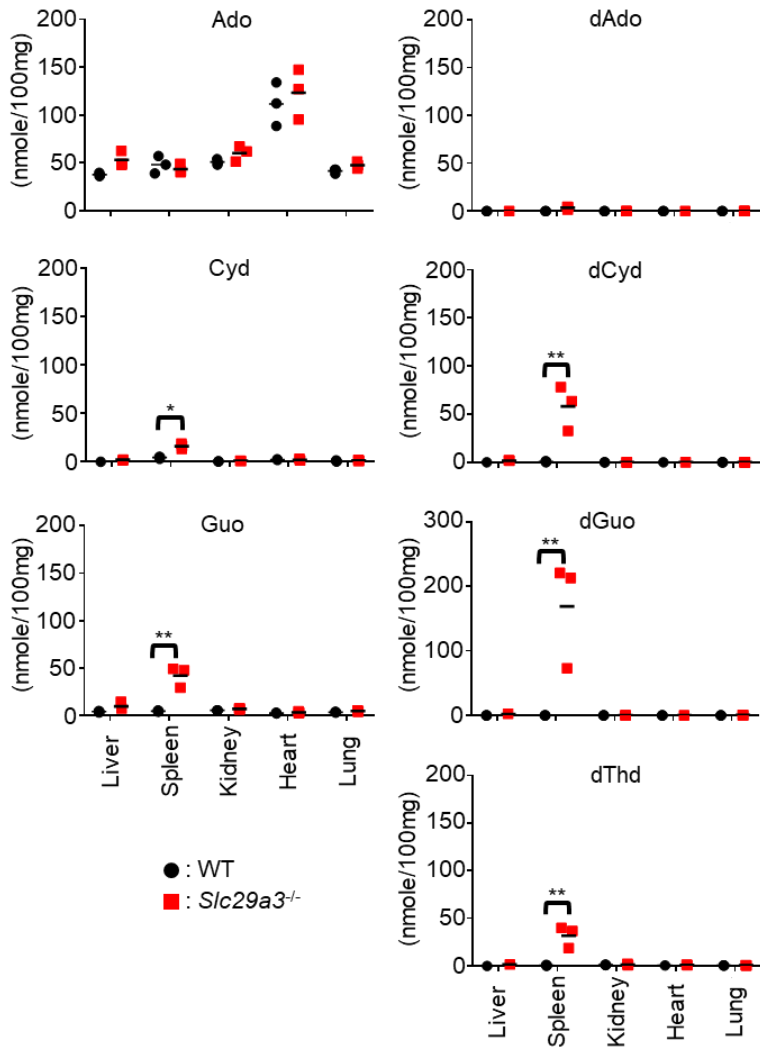 Ado
(nmole/100mg)
200
150
100
50
0
dAdo
(nmole/100mg)
200
150
100
50
0
Cyd
(nmole/100mg)
200
150
100
50
0
*
dCyd
(nmole/100mg)
200
150
100
50
0
**
Guo
(nmole/100mg)
200
150
100
50
0
**
Liver
Spleen
Kidney
Heart
Lung
dGuo
(nmole/100mg)
300
200
100
0
**
dThd
(nmole/100mg)
200
150
100
50
0
**
Liver
Spleen
Kidney
Heart
Lung
: WT
: Slc29a3-/-